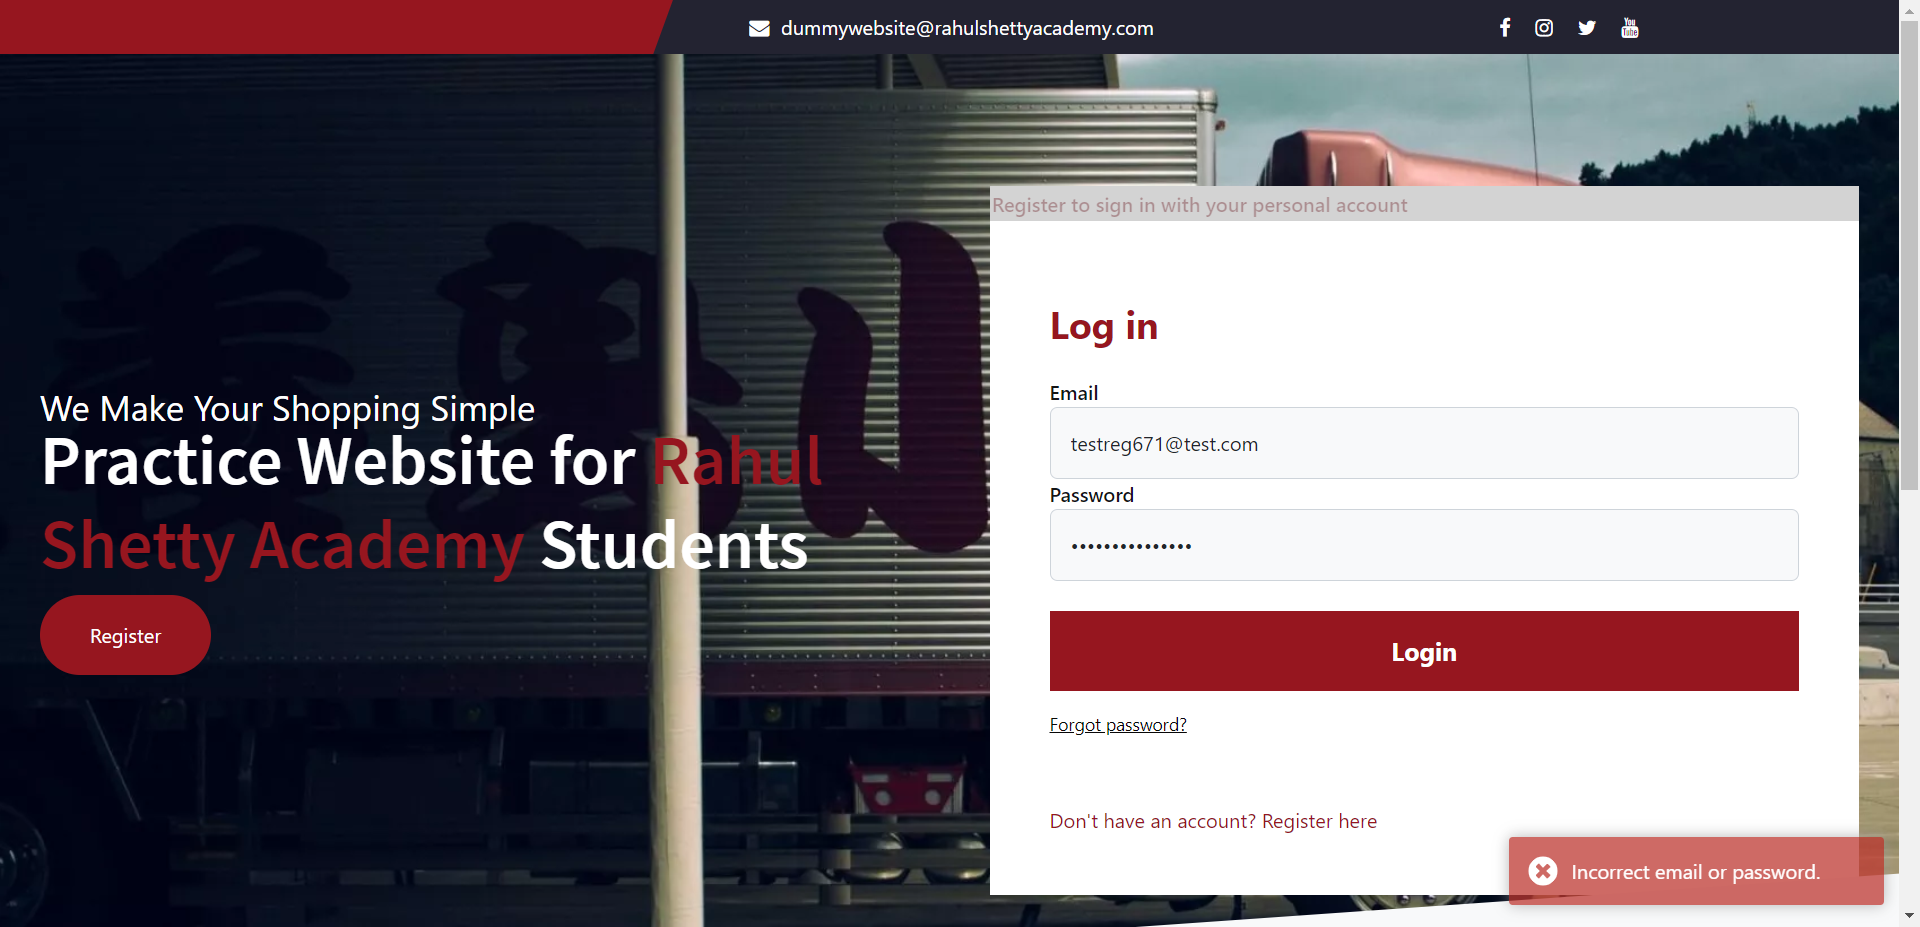 dummywebsite@rahulshettyacademy.com
Register to sign in with your personal account
We Make Your Shopping Simple
Practice Website for Rahul
Shetty Academy Students
Register
Log in
Email
testreg671@test.com
Password
•••••••••••••••
Login
Forgot password?
Don't have an account? Register here
Incorrect email or password.